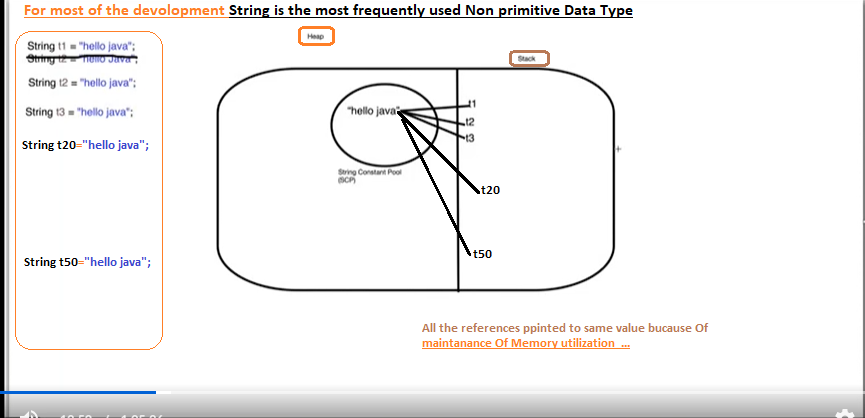 For most of the devolopment String is the most frequently used Non primitive Data Type
Heap
Stack
String t1 = "hello java";
String t2 = "hello java";
String t2 = "hello java";
String t3 = "hello java";
String t20="hello java";
String t50="hello java";
"hello java"
t1
t2
t3
String Constant Pool
(SCP)
t20
t50
All the references ppinted to same value bucause Of
maintanance Of Memory utilization ...